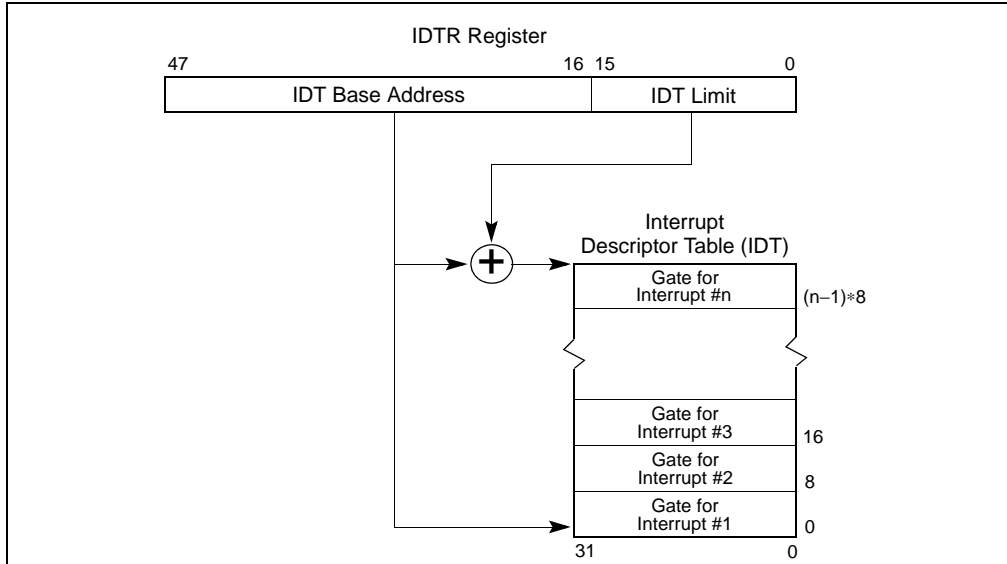 IDTR Register
47 16 15 0
IDT Base Address IDT Limit
Interrupt
Descriptor Table (IDT)
+
Gate for
Interrupt #n
(n−1)∗8
Gate for
Interrupt #3
16
Gate for
Interrupt #2
8
Gate for
Interrupt #1
0
31 0